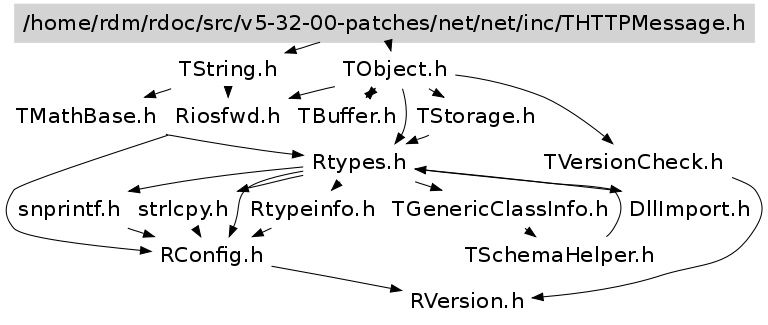 /home/rdm/rdoc/src/v5-32-00-patches/net/net/inc/THTTPMessage.h
TString.h
TObject.h
TMathBase.h
Riosfwd.h
TBuffer.h
TStorage.h
Rtypes.h
TVersionCheck.h
snprintf.h
strlcpy.h
Rtypeinfo.h
TGenericClassInfo.h
DllImport.h
RConfig.h
TSchemaHelper.h
RVersion.h